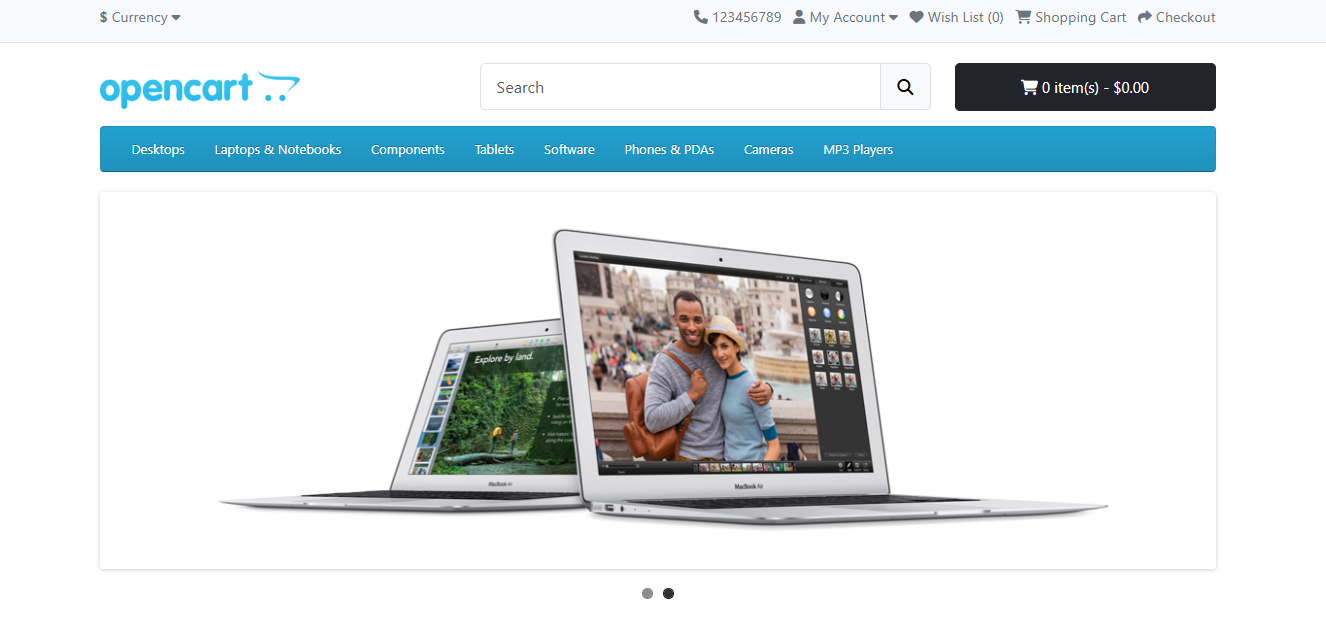 $ Currency
123456789 My Account Wish List (0) Shopping Cart Checkout
opencart
Search
0 item(s) - $0.00
Desktops Laptops & Notebooks Components Tablets Software Phones & PDAs Cameras MP3 Players
Explore by land.
MacBook Air
MacBook Air